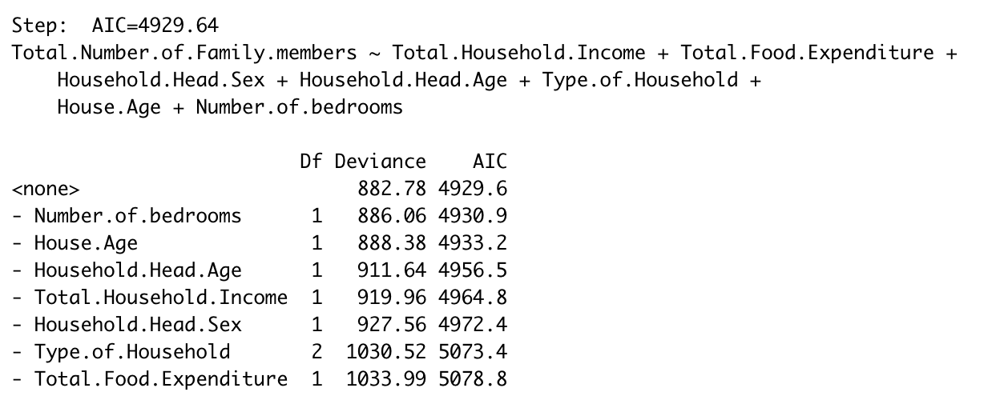 Step:  AIC=4929.64
Total.Number.of.Family.members ~ Total.Household.Income + Total.Food.Expenditure +
    Household.Head.Sex + Household.Head.Age + Type.of.Household +
    House.Age + Number.of.bedrooms

                         Df Deviance    AIC
<none>                        882.78 4929.6
- Number.of.bedrooms      1   886.06 4930.9
- House.Age               1   888.38 4933.2
- Household.Head.Age      1   911.64 4956.5
- Total.Household.Income  1   919.96 4964.8
- Household.Head.Sex      1   927.56 4972.4
- Type.of.Household       2  1030.52 5073.4
- Total.Food.Expenditure  1  1033.99 5078.8